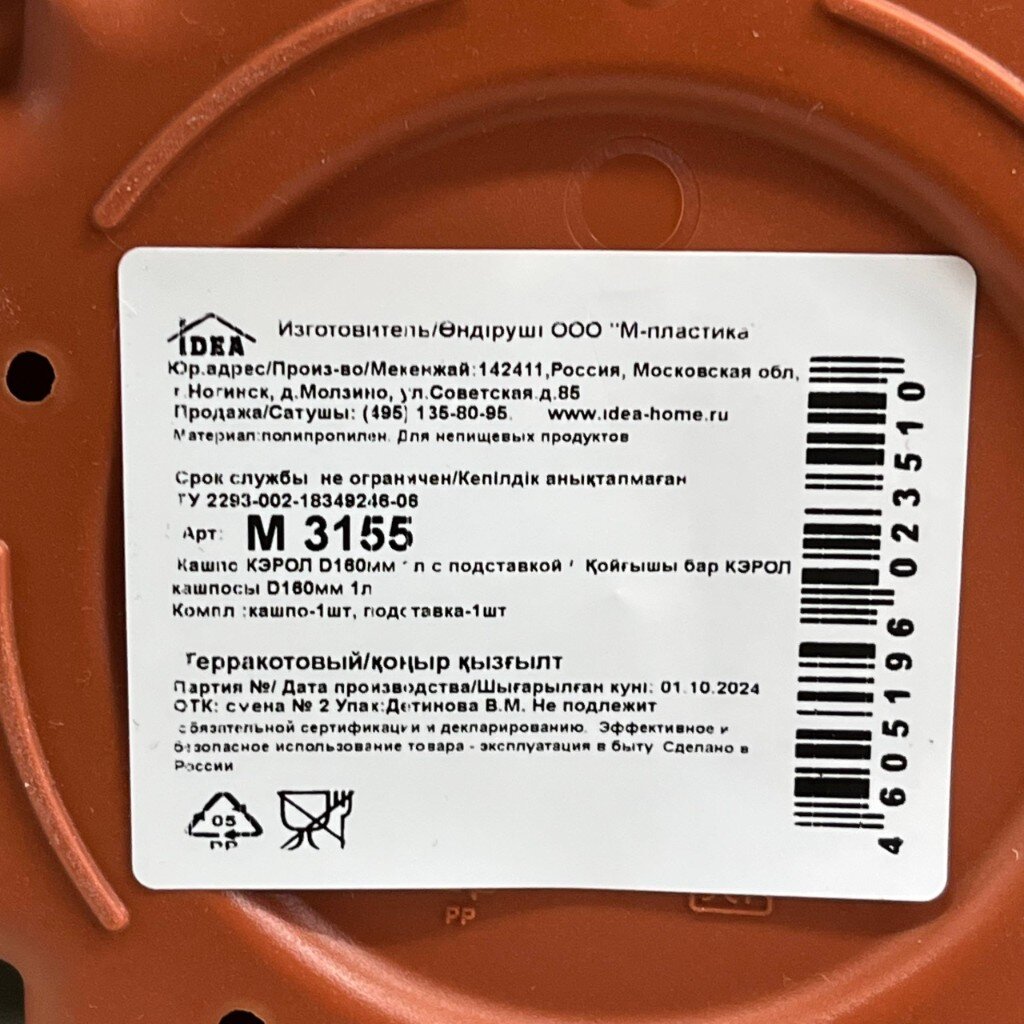 IDEA
Изготовитель/Өндіруші ООО "М-пластика"
Юр.адрес/Произ-во/Мекенжай:142411,Россия, Московская обл,
г.Ногинск, д.Молзино, ул.Советская.д.85
Продажа/Сатушы: (495) 135-80-95. www.idea-home.ru
Материал:полипропилен. Для непищевых продуктов
Срок службы не ограничен/Кепілдік анықтапмаған
ТУ 2293-002-18349246-06
Арт: М 3155
Кашпо КЭРОЛ D160мм л с подставкой / Қойғышы бар КЭРОЛ
кашпосы D160мм 1л
Компл :кашпо-1шт, подставка-1шт
Терракотовый/қоңыр қызғылт
Партия №/ Дата производства/Шығарылған күні: 01.10.2024
ОТК: смена № 2 Упак:Детинова В.М. Не подлежит
обязательной сертификации и декларированию. Эффективное и
безопасное использование товара - эксплуатация в быту Сделано в
России
05
PP
4605196023510
PP